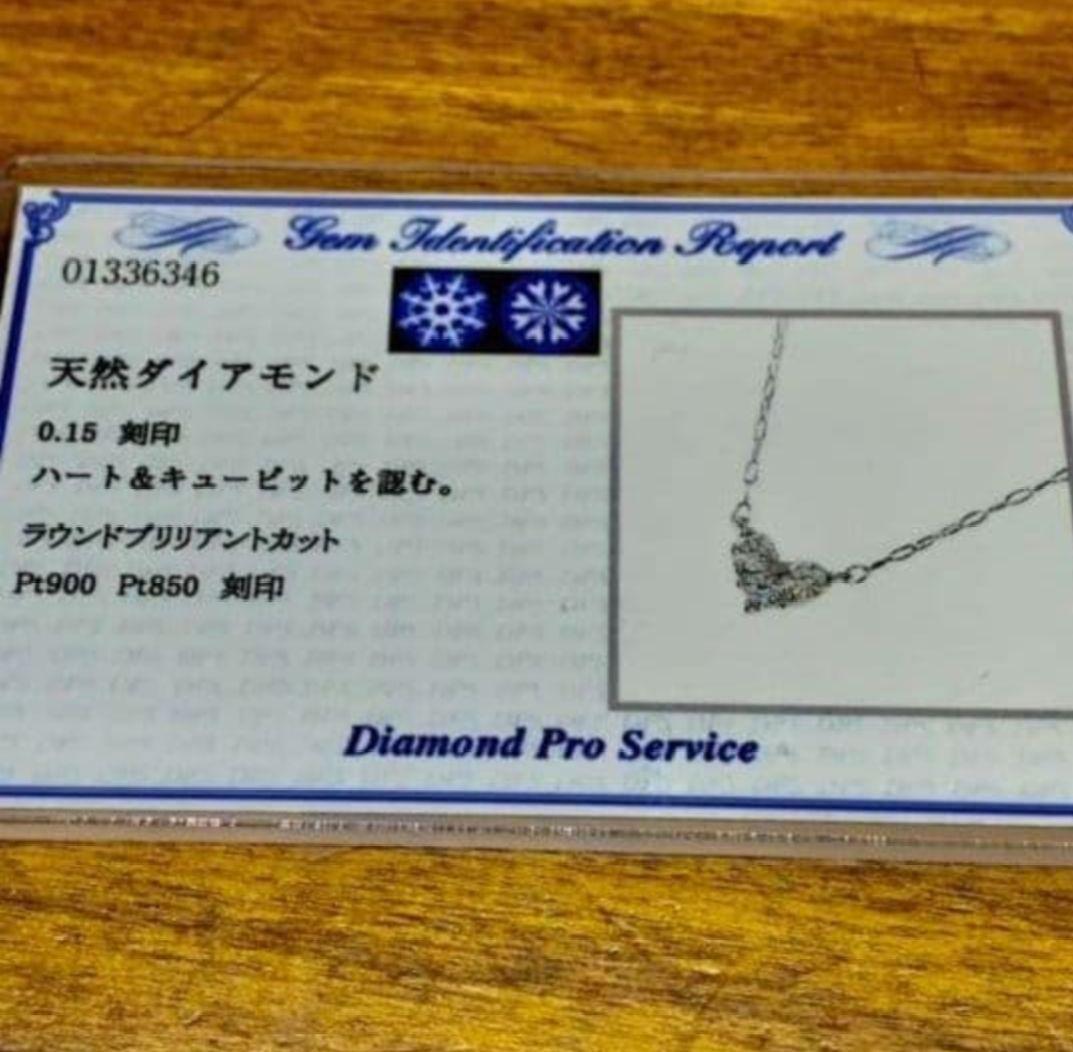 Gem Identification Report
01336346
天然ダイアモンド
0.15 刻印
ハート&キューピットを認む。
ラウンドブリリアントカット
Pt900 Pt850 刻印
Diamond Pro Service